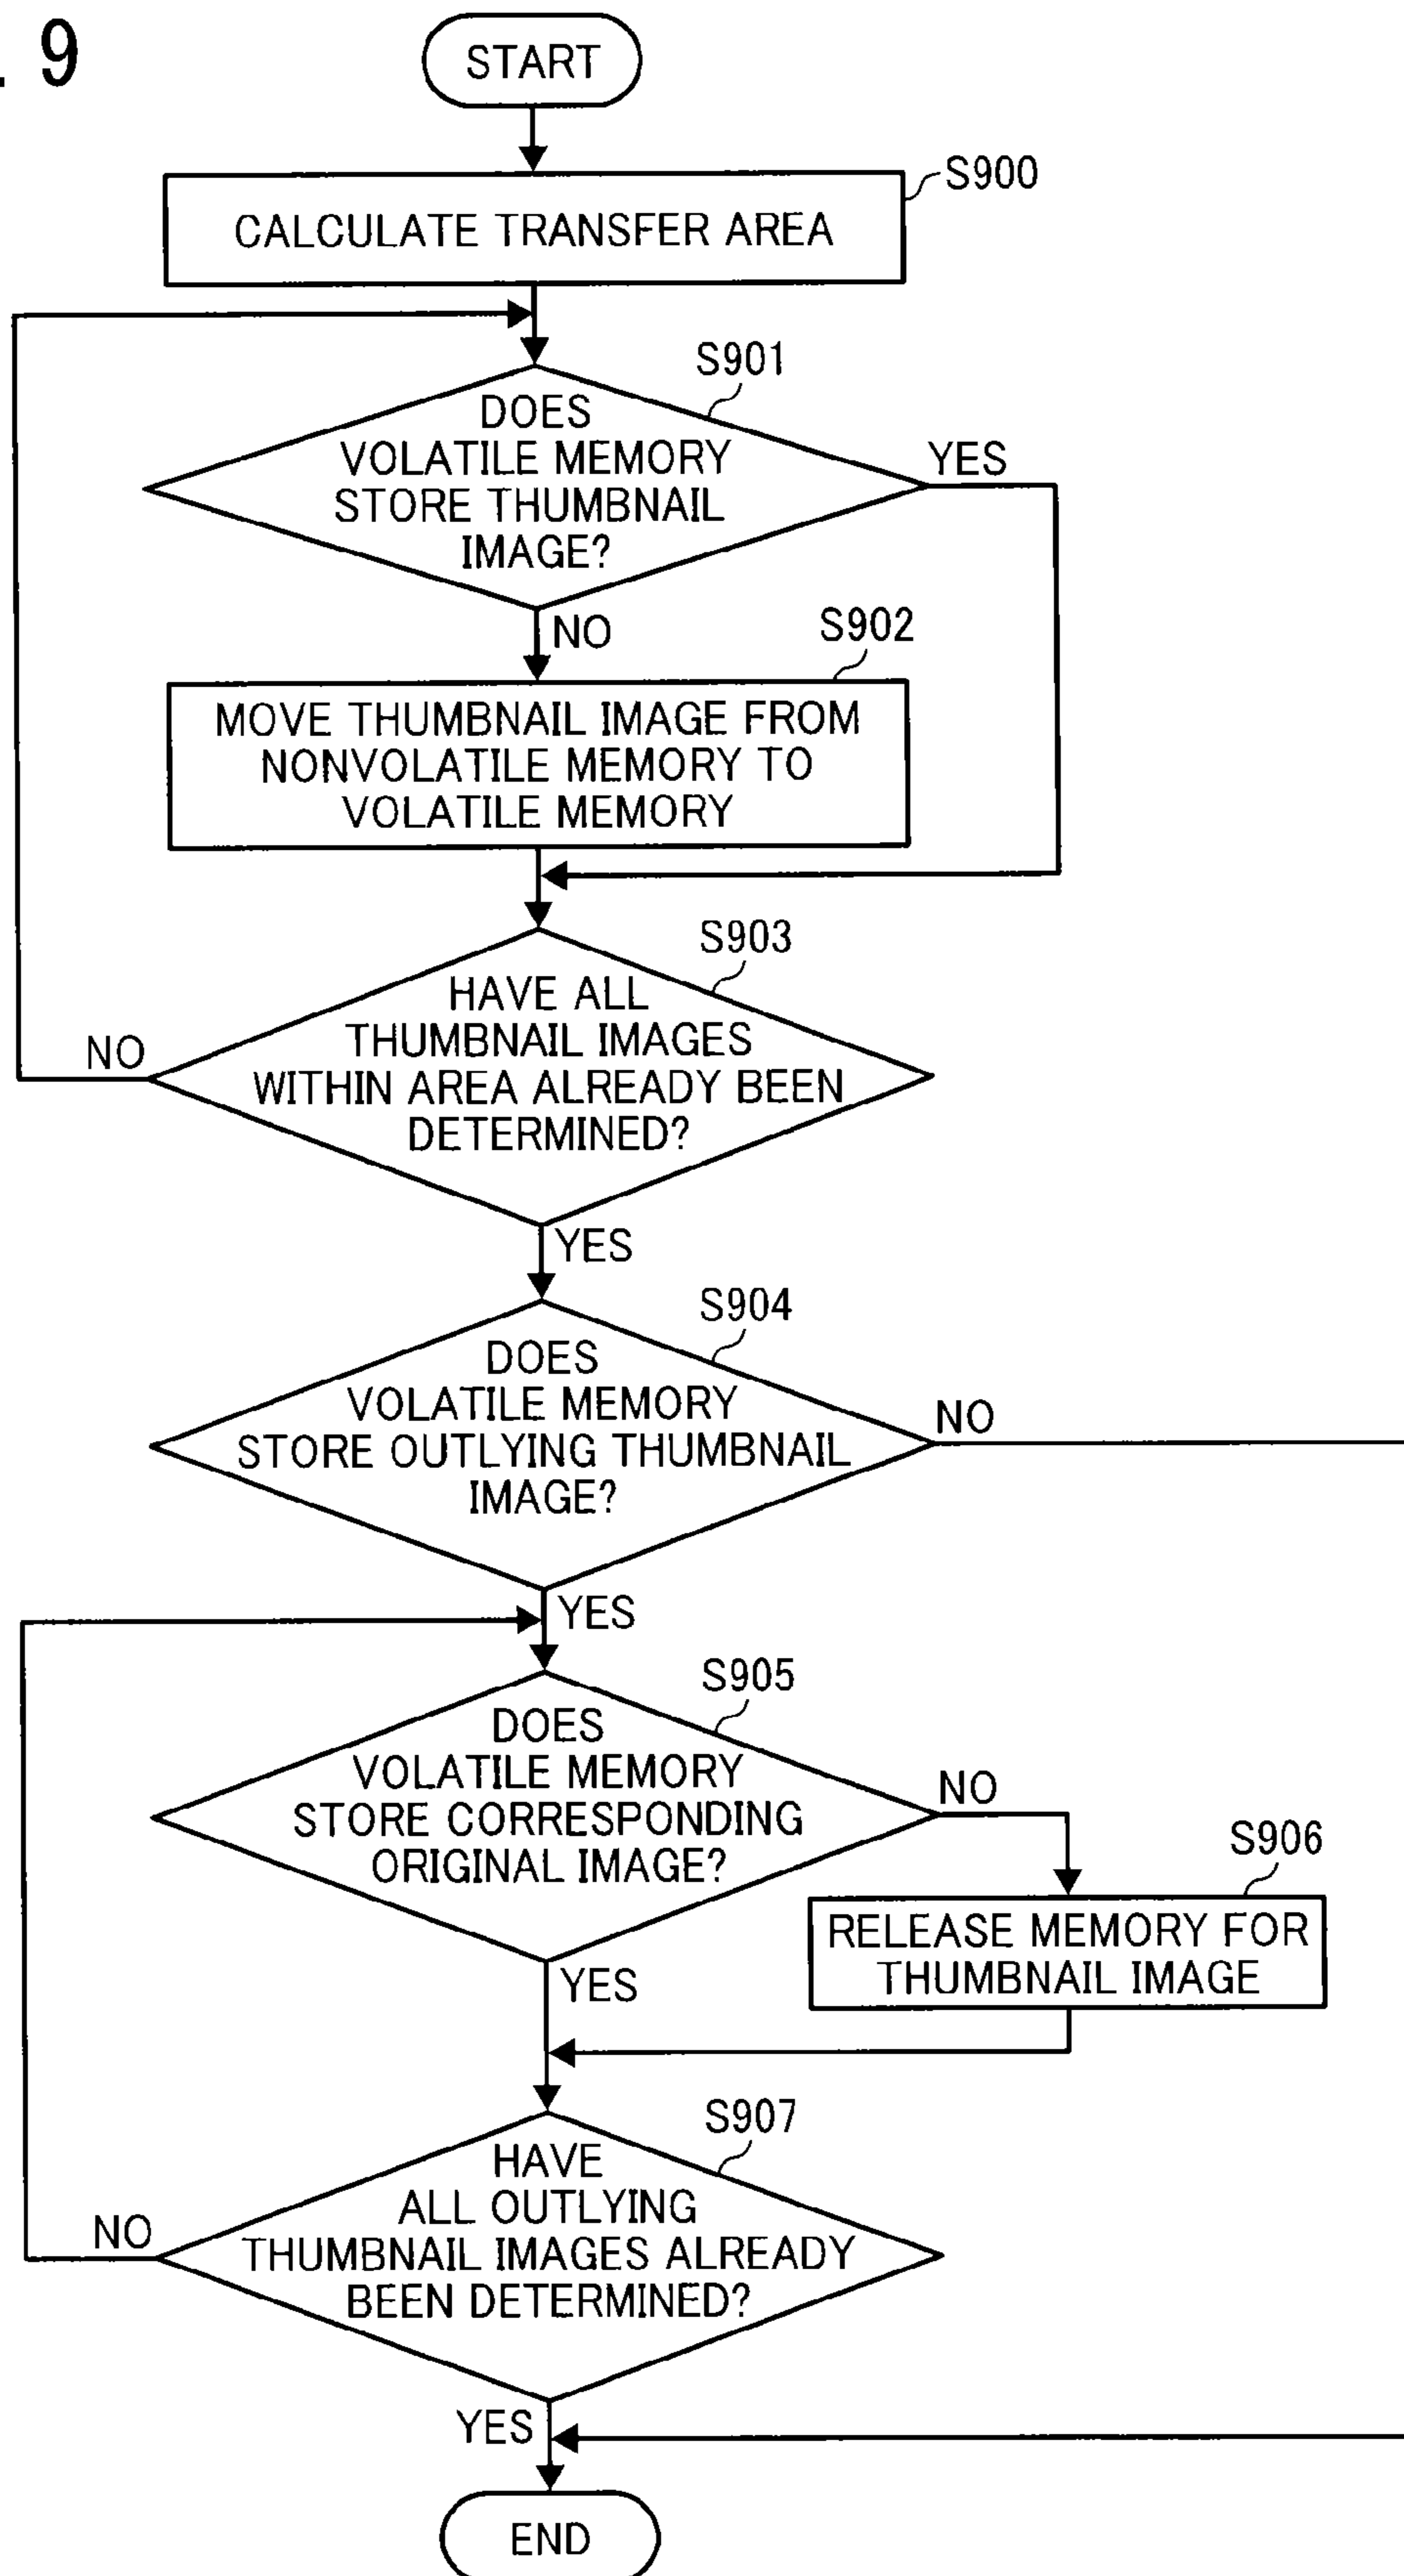 . 9
START
S900
CALCULATE TRANSFER AREA
S901
DOES
VOLATILE MEMORY
STORE THUMBNAIL
IMAGE?
YES
NO
S902
MOVE THUMBNAIL IMAGE FROM
NONVOLATILE MEMORY TO
VOLATILE MEMORY
S903
HAVE ALL
THUMBNAIL IMAGES
WITHIN AREA ALREADY BEEN
DETERMINED?
NO
YES
S904
DOES
VOLATILE MEMORY
STORE OUTLYING THUMBNAIL
IMAGE?
NO
YES
S905
DOES
VOLATILE MEMORY
STORE CORRESPONDING
ORIGINAL IMAGE?
NO
S906
RELEASE MEMORY FOR
THUMBNAIL IMAGE
YES
S907
HAVE
ALL OUTLYING
THUMBNAIL IMAGES ALREADY
BEEN DETERMINED?
NO
YES
END